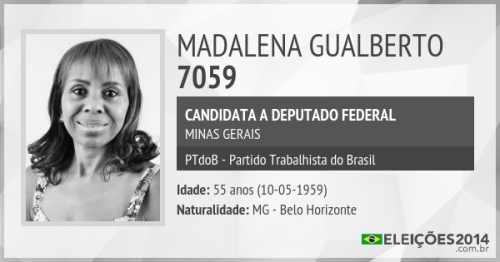 MADALENA GUALBERTO
7059
CANDIDATA A DEPUTADO FEDERAL
MINAS GERAIS
PTdoB - Partido Trabalhista do Brasil
Idade: 55 anos (10-05-1959)
Naturalidade: MG - Belo Horizonte
ELEIÇÕES2014
.com.br